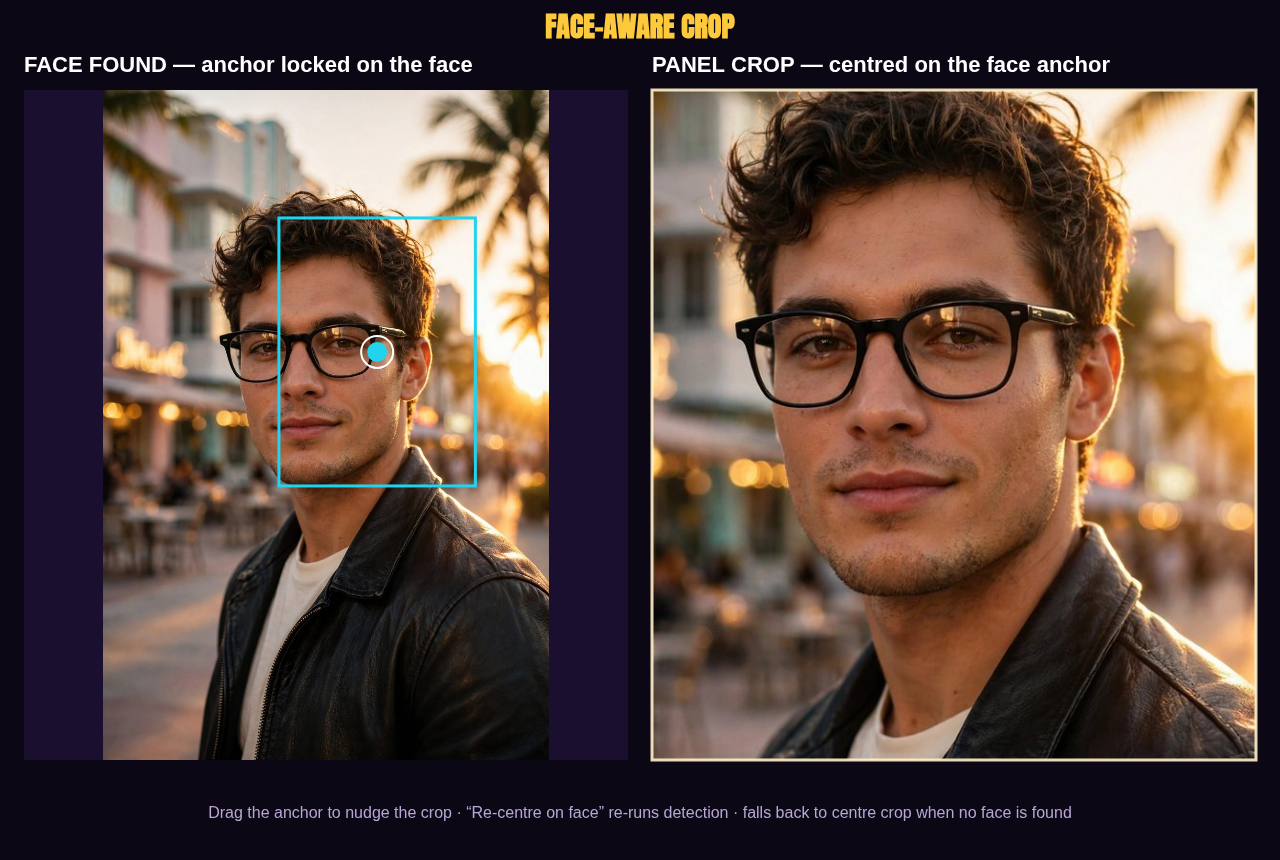 FACE-AWARE CROP
FACE FOUND — anchor locked on the face
PANEL CROP — centred on the face anchor
Drag the anchor to nudge the crop · “Re-centre on face” re-runs detection · falls back to centre crop when no face is found